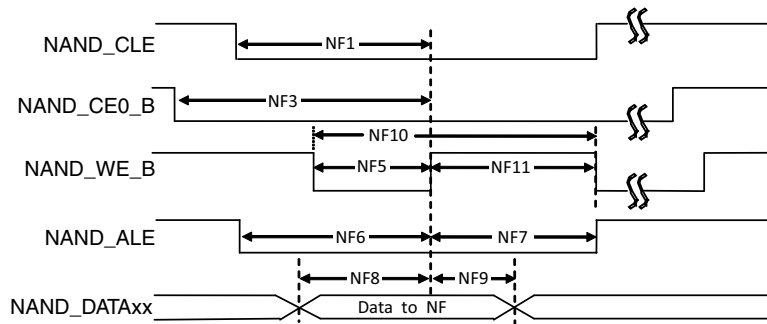 NAND_CLE
NF1
NAND_CE0_B
NF3
NF10
NAND_WE_B
NF5
NF11
NAND_ALE
NF6
NF7
NF8
NF9
NAND_DATAxx
Data to NF